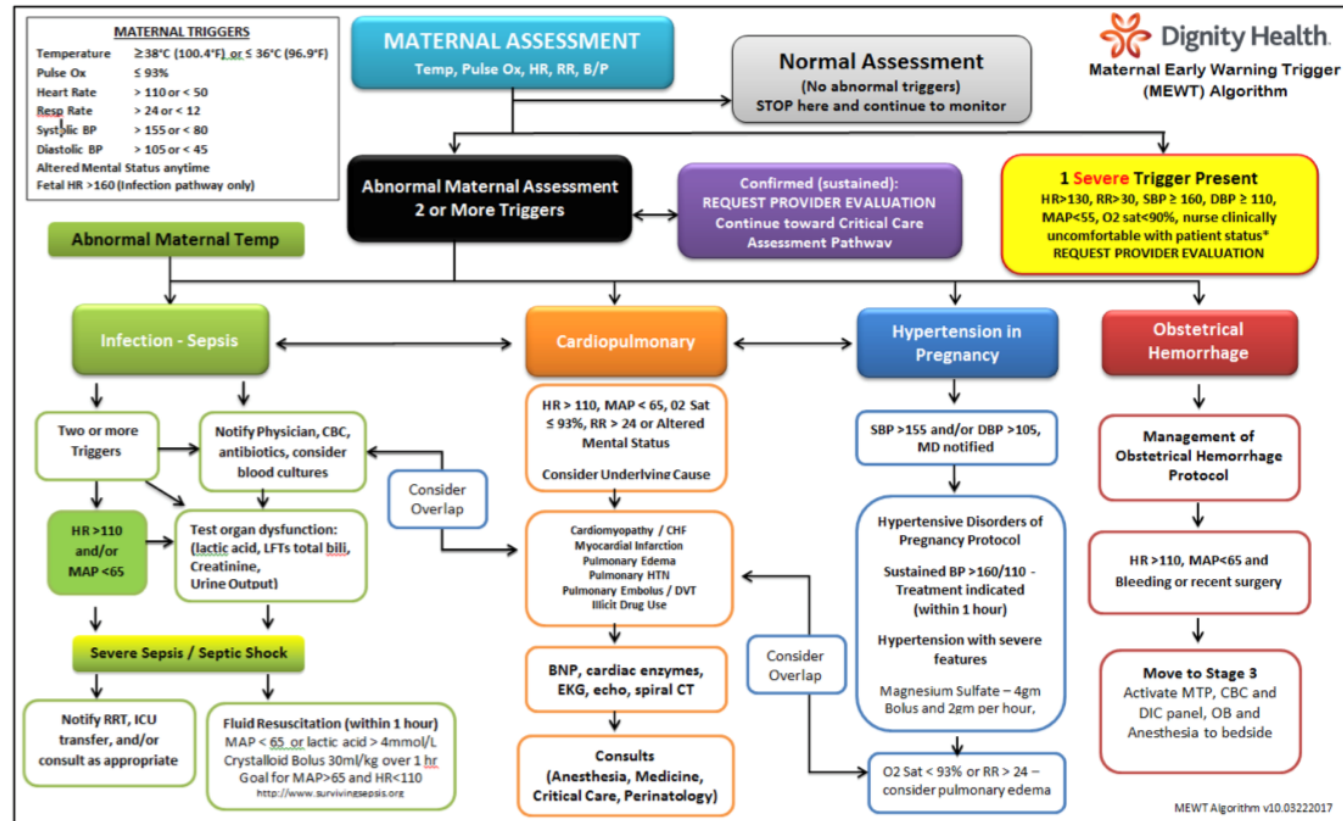 MATERNAL TRIGGERS
Temperature ≥38°C (100.4°F) or ≤ 36°C (96.9°F)
Pulse Ox ≤ 93%
Heart Rate > 110 or < 50
Resp Rate > 24 or < 12
Systolic BP > 155 or < 80
Diastolic BP > 105 or < 45
Altered Mental Status anytime
Fetal HR >160 (Infection pathway only)
MATERNAL ASSESSMENT
Temp, Pulse Ox, HR, RR, B/P
Normal Assessment
(No abnormal triggers)
STOP here and continue to monitor
Dignity Health.
Maternal Early Warning Trigger
(MEWT) Algorithm
Abnormal Maternal Assessment
2 or More Triggers
Confirmed (sustained):
REQUEST PROVIDER EVALUATION
Continue toward Critical Care
Assessment Pathway
1 Severe Trigger Present
HR>130, RR>30, SBP ≥ 160, DBP ≥ 110,
MAP<55, O2 sat<90%, nurse clinically
uncomfortable with patient status*
REQUEST PROVIDER EVALUATION
Abnormal Maternal Temp
Infection - Sepsis
Cardiopulmonary
Hypertension in
Pregnancy
Obstetrical
Hemorrhage
Two or more
Triggers
Notify Physician, CBC,
antibiotics, consider
blood cultures
HR >110
and/or
MAP <65
Test organ dysfunction:
(lactic acid, LFTs total bili,
Creatinine,
Urine Output)
Severe Sepsis / Septic Shock
Notify RRT, ICU
transfer, and/or
consult as appropriate
Fluid Resuscitation (within 1 hour)
MAP < 65 or lactic acid > 4mmol/L
Crystalloid Bolus 30ml/kg over 1 hr
Goal for MAP>65 and HR<110
http://www.survivingsepsis.org
Consider
Overlap
HR > 110, MAP < 65, 02 Sat
≤ 93%, RR > 24 or Altered
Mental Status
Consider Underlying Cause
Cardiomyopathy / CHF
Myocardial Infarction
Pulmonary Edema
Pulmonary HTN
Pulmonary Embolus / DVT
Illicit Drug Use
BNP, cardiac enzymes,
EKG, echo, spiral CT
Consults
(Anesthesia, Medicine,
Critical Care, Perinatology)
Consider
Overlap
SBP >155 and/or DBP >105,
MD notified
Hypertensive Disorders of
Pregnancy Protocol
Sustained BP >160/110 -
Treatment indicated
(within 1 hour)
Hypertension with severe
features
Magnesium Sulfate – 4gm
Bolus and 2gm per hour,
O2 Sat < 93% or RR > 24 –
consider pulmonary edema
Management of
Obstetrical Hemorrhage
Protocol
HR >110, MAP<65 and
Bleeding or recent surgery
Move to Stage 3
Activate MTP, CBC and
DIC panel, OB and
Anesthesia to bedside
MEWT Algorithm v10.03222017